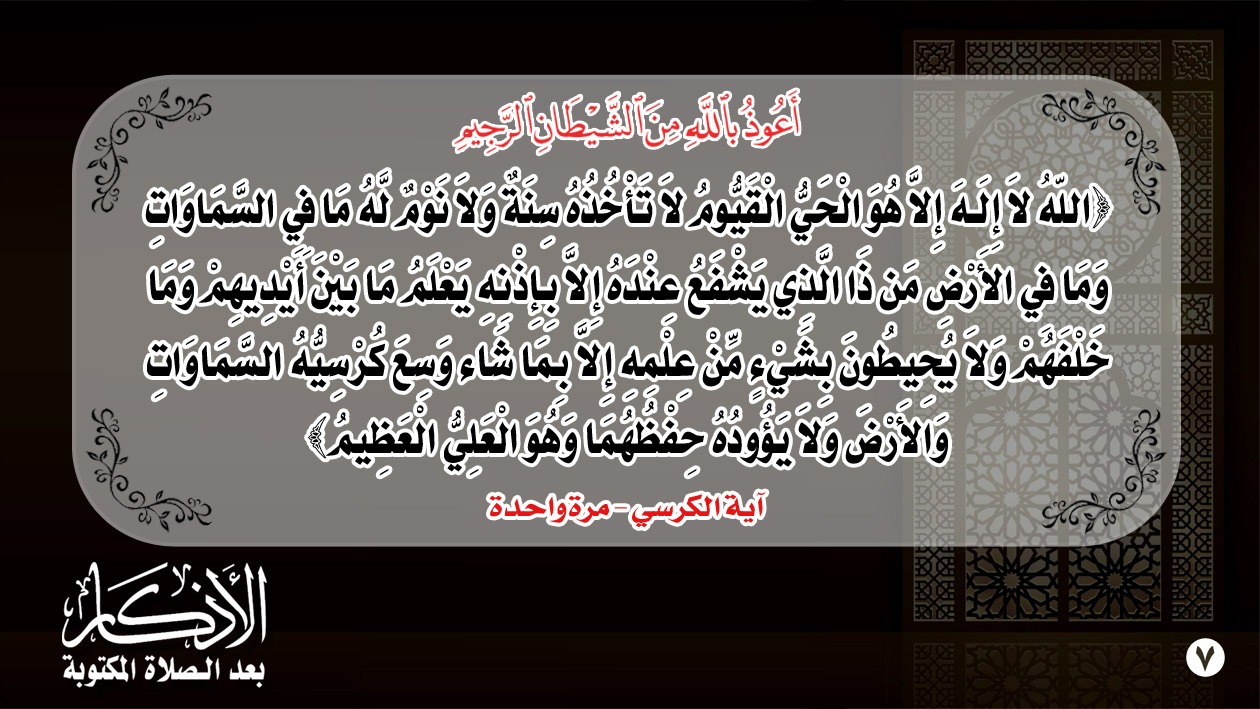 أَعُوذُ بِٱللَّهِ مِنَ ٱلشَّيْطَانِ ٱلرَّجِيمِ
﴿اللّهُ لاَ إِلَـهَ إِلاَّ هُوَ الْحَيُّ الْقَيُّومُ لاَ تَأْخُذُهُ سِنَةٌ وَلاَ نَوْمٌ لَّهُ مَا فِي السَّمَاوَاتِ
وَمَا فِي الأَرْضِ مَن ذَا الَّذِي يَشْفَعُ عِنْدَهُ إِلاَّ بِإِذْنِهِ يَعْلَمُ مَا بَيْنَ أَيْدِيهِمْ وَمَا
خَلْفَهُمْ وَلاَ يُحِيطُونَ بِشَيْءٍ مِّنْ عِلْمِهِ إِلاَّ بِمَا شَاء وَسِعَ كُرْسِيُّهُ السَّمَاوَاتِ
وَالأَرْضَ وَلاَ يَؤُودُهُ حِفْظُهُمَا وَهُوَ الْعَلِيُّ الْعَظِيمُ﴾
آية الكرسي - مرة واحدة
الأذكار
بعد الصلاة المكتوبة
٧